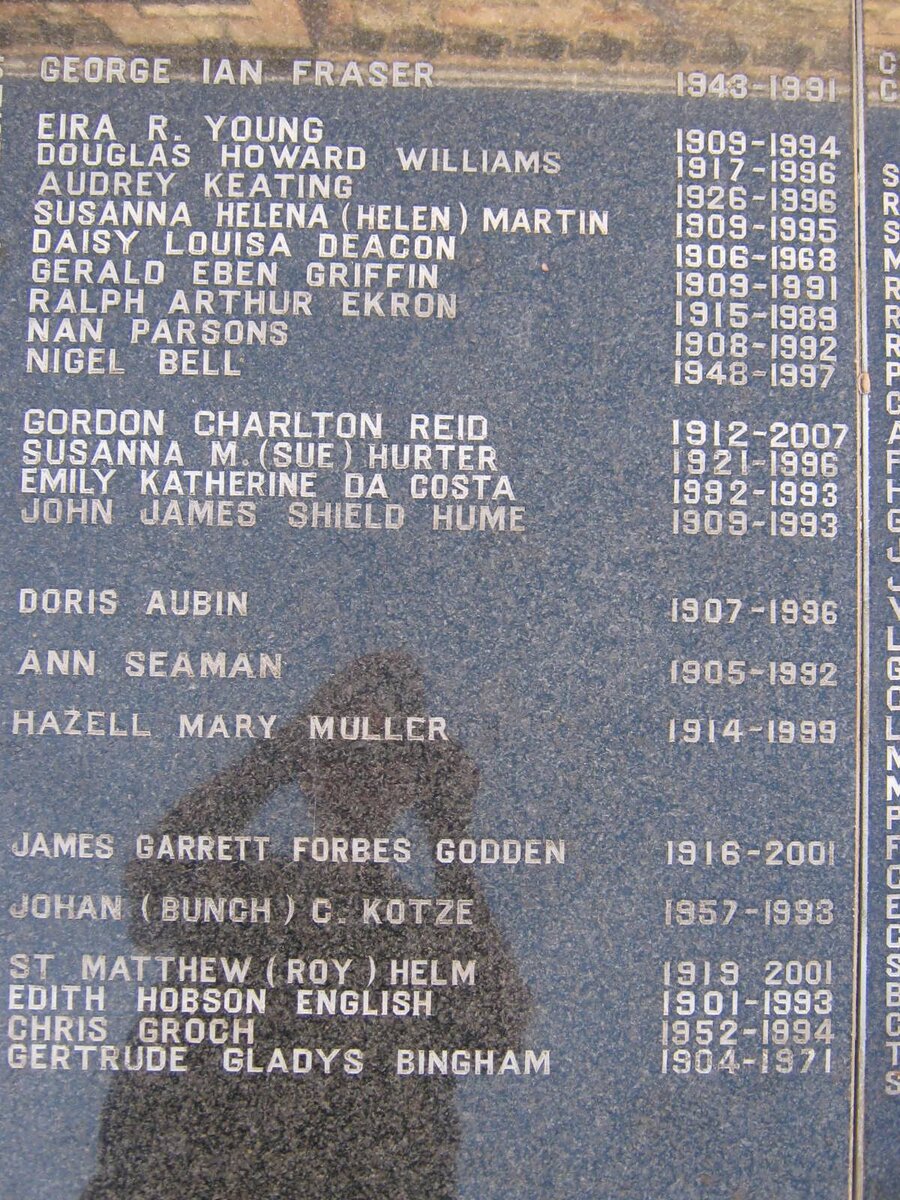 GEORGE IAN FRASER 1943-1991
EIRA R. YOUNG 1909-1994
DOUGLAS HOWARD WILLIAMS 1917-1996
AUDREY KEATING 1926-1996
SUSANNA HELENA (HELEN) MARTIN 1909-1995
DAISY LOUISA DEACON 1906-1968
GERALD EBEN GRIFFIN 1909-1991
RALPH ARTHUR EKRON 1915-1989
NAN PARSONS 1908-1992
NIGEL BELL 1948-1997
GORDON CHARLTON REID 1912-2007
SUSANNA M. (SUE) HURTER 1921-1996
EMILY KATHERINE DA COSTA 1992-1993
JOHN JAMES SHIELD HUME 1909-1993
DORIS AUBIN 1907-1996
ANN SEAMAN 1905-1992
HAZELL MARY MULLER 1914-1999
JAMES GARRETT FORBES GODDEN 1916-2001
JOHAN (BUNCH) C. KOTZE 1957-1993
ST MATTHEW (ROY) HELM 1919 2001
EDITH HOBSON ENGLISH 1901-1993
CHRIS GROCH 1952-1994
GERTRUDE GLADYS BINGHAM 1904-1971